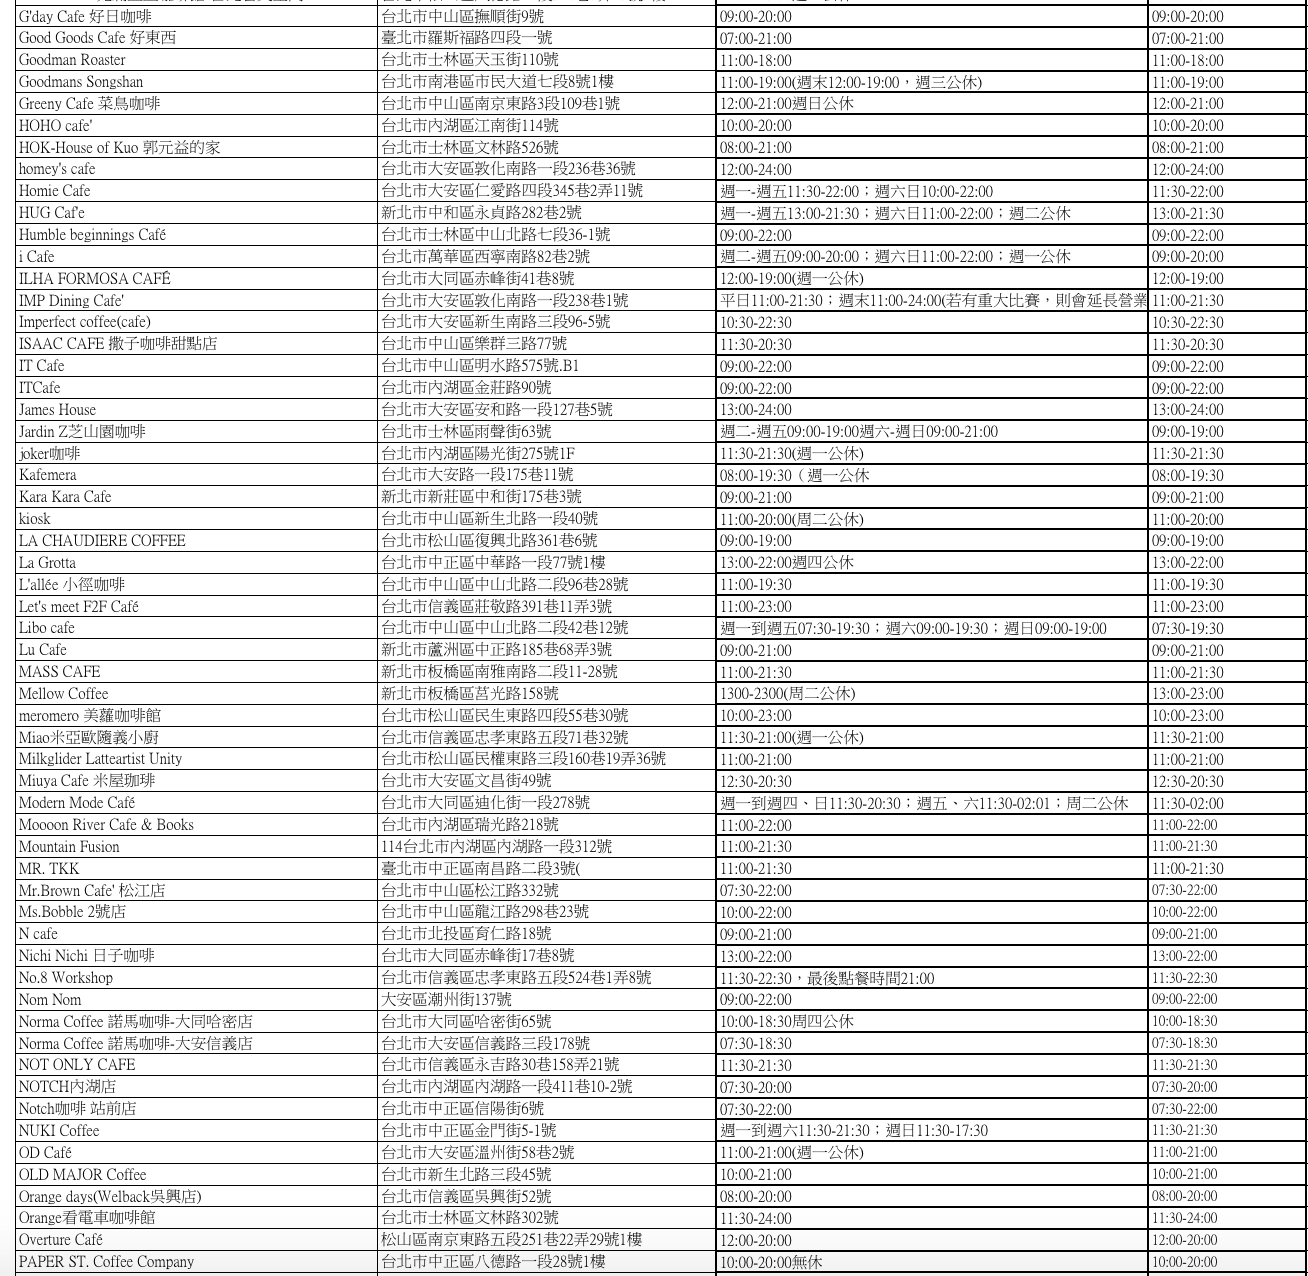 G'day Cafe 好日咖啡 台北市中山區撫順街9號 09:00-20:00 09:00-20:00
Good Goods Cafe 好東西 臺北市羅斯福路四段一號 07:00-21:00 07:00-21:00
Goodman Roaster 台北市士林區天玉街110號 11:00-18:00 11:00-18:00
Goodmans Songshan 台北市南港區市民大道七段8號1樓 11:00-19:00(週末12:00-19:00，週三公休) 11:00-19:00
Greeny Cafe 菜鳥咖啡 台北市中山區南京東路3段109巷1號 12:00-21:00週日公休 12:00-21:00
HOHO cafe' 台北市內湖區江南街114號 10:00-20:00 10:00-20:00
HOK-House of Kuo 郭元益的家 台北市士林區文林路526號 08:00-21:00 08:00-21:00
homey's cafe 台北市大安區敦化南路一段236巷36號 12:00-24:00 12:00-24:00
Homie Cafe 台北市大安區仁愛路四段345巷2弄11號 週一-週五11:30-22:00；週六日10:00-22:00 11:30-22:00
HUG Caf'e 新北市中和區永貞路282巷2號 週一-週五13:00-21:30；週六日11:00-22:00；週二公休 13:00-21:30
Humble beginnings Café 台北市士林區中山北路七段36-1號 09:00-22:00 09:00-22:00
i Cafe 台北市萬華區西寧南路82巷2號 週二-週五09:00-20:00；週六日11:00-22:00；週一公休 09:00-20:00
ILHA FORMOSA CAFÉ 台北市大同區赤峰街41巷8號 12:00-19:00(週一公休) 12:00-19:00
IMP Dining Cafe' 台北市大安區敦化南路一段238巷1號 平日11:00-21:30；週末11:00-24:00(若有重大比賽，則會延長營業 11:00-21:30
Imperfect coffee(cafe) 台北市大安區新生南路三段96-5號 10:30-22:30 10:30-22:30
ISAAC CAFE 撒子咖啡甜點店 台北市中山區樂群三路77號 11:30-20:30 11:30-20:30
IT Cafe 台北市中山區明水路575號.B1 09:00-22:00 09:00-22:00
ITCafe 台北市內湖區金莊路90號 09:00-22:00 09:00-22:00
James House 台北市大安區安和路一段127巷5號 13:00-24:00 13:00-24:00
Jardin Z芝山園咖啡 台北市士林區雨聲街63號 週二-週五09:00-19:00週六-週日09:00-21:00 09:00-19:00
joker咖啡 台北市內湖區陽光街275號1F 11:30-21:30(週一公休) 11:30-21:30
Kafemera 台北市大安路一段175巷11號 08:00-19:30（週一公休 08:00-19:30
Kara Kara Cafe 新北市新莊區中和街175巷3號 09:00-21:00 09:00-21:00
kiosk 台北市中山區新生北路一段40號 11:00-20:00(周二公休) 11:00-20:00
LA CHAUDIERE COFFEE 台北市松山區復興北路361巷6號 09:00-19:00 09:00-19:00
La Grotta 台北市中正區中華路一段77號1樓 13:00-22:00週四公休 13:00-22:00
L'allée 小徑咖啡 台北市中山區中山北路二段96巷28號 11:00-19:30 11:00-19:30
Let's meet F2F Café 台北市信義區莊敬路391巷11弄3號 11:00-23:00 11:00-23:00
Libo cafe 台北市中山區中山北路二段42巷12號 週一到週五07:30-19:30；週六09:00-19:30；週日09:00-19:00 07:30-19:30
Lu Cafe 新北市蘆洲區中正路185巷68弄3號 09:00-21:00 09:00-21:00
MASS CAFE 新北市板橋區南雅南路二段11-28號 11:00-21:30 11:00-21:30
Mellow Coffee 新北市板橋區莒光路158號 1300-2300(周二公休) 13:00-23:00
meromero 美蘿咖啡館 台北市松山區民生東路四段55巷30號 10:00-23:00 10:00-23:00
Miao米亞歐隨義小廚 台北市信義區忠孝東路五段71巷32號 11:30-21:00(週一公休) 11:30-21:00
Milkglider Latteartist Unity 台北市松山區民權東路三段160巷19弄36號 11:00-21:00 11:00-21:00
Miuya Cafe 米屋珈琲 台北市大安區文昌街49號 12:30-20:30 12:30-20:30
Modern Mode Café 台北市大同區迪化街一段278號 週一到週四、日11:30-20:30；週五、六11:30-02:01；周二公休 11:30-02:00
Moooon River Cafe & Books 台北市內湖區瑞光路218號 11:00-22:00 11:00-22:00
Mountain Fusion 114台北市內湖區內湖路一段312號 11:00-21:30 11:00-21:30
MR. TKK 臺北市中正區南昌路二段3號( 11:00-21:30 11:00-21:30
Mr.Brown Cafe' 松江店 台北市中山區松江路332號 07:30-22:00 07:30-22:00
Ms.Bobble 2號店 台北市中山區龍江路298巷23號 10:00-22:00 10:00-22:00
N cafe 台北市北投區育仁路18號 09:00-21:00 09:00-21:00
Nichi Nichi 日子咖啡 台北市大同區赤峰街17巷8號 13:00-22:00 13:00-22:00
No.8 Workshop 台北市信義區忠孝東路五段524巷1弄8號 11:30-22:30，最後點餐時間21:00 11:30-22:30
Nom Nom 大安區潮州街137號 09:00-22:00 09:00-22:00
Norma Coffee 諾馬咖啡-大同哈密店 台北市大同區哈密街65號 10:00-18:30周四公休 10:00-18:30
Norma Coffee 諾馬咖啡-大安信義店 台北市大安區信義路三段178號 07:30-18:30 07:30-18:30
NOT ONLY CAFE 台北市信義區永吉路30巷158弄21號 11:30-21:30 11:30-21:30
NOTCH內湖店 台北市內湖區內湖路一段411巷10-2號 07:30-20:00 07:30-20:00
Notch咖啡 站前店 台北市中正區信陽街6號 07:30-22:00 07:30-22:00
NUKI Coffee 台北市中正區金門街5-1號 週一到週六11:30-21:30；週日11:30-17:30 11:30-21:30
OD Café 台北市大安區溫州街58巷2號 11:00-21:00(週一公休) 11:00-21:00
OLD MAJOR Coffee 台北市新生北路三段45號 10:00-21:00 10:00-21:00
Orange days(Welback吳興店) 台北市信義區吳興街52號 08:00-20:00 08:00-20:00
Orange看電車咖啡館 台北市士林區文林路302號 11:30-24:00 11:30-24:00
Overture Café 松山區南京東路五段251巷22弄29號1樓 12:00-20:00 12:00-20:00
PAPER ST. Coffee Company 台北市中正區八德路一段28號1樓 10:00-20:00無休 10:00-20:00